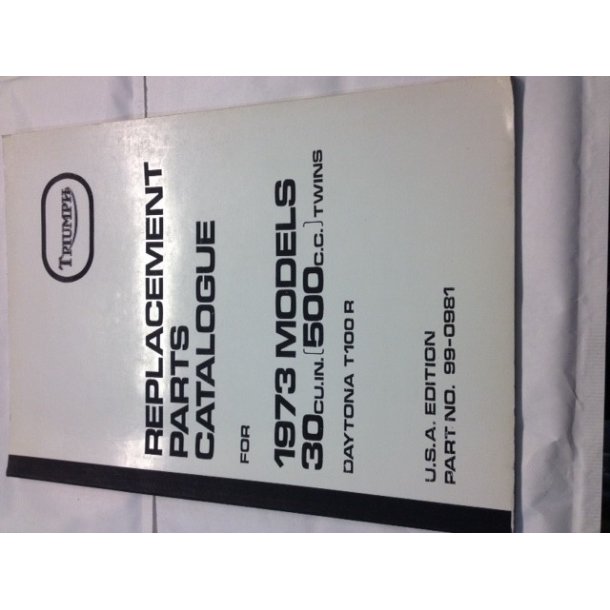 TRIUMPH
REPLACEMENT
PARTS
CATALOGUE
FOR
1973 MODELS
30CU.IN.(500C.C.)TWINS
DAYTONA T100 R
U.S.A. EDITION
PART NO. 99-0981